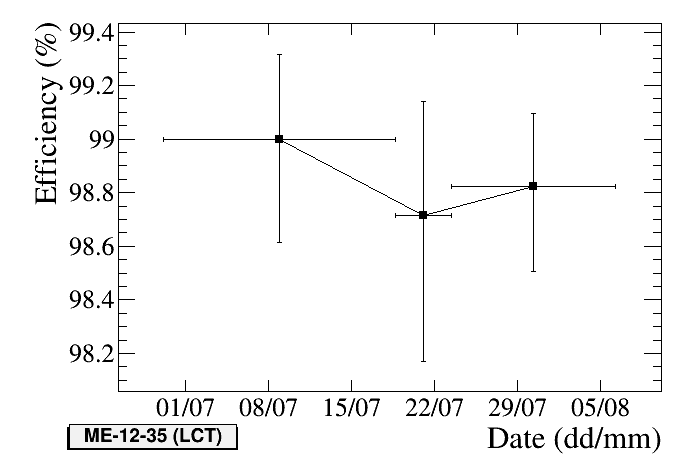 Efficiency (%)
99.4
99.2
99
98.8
98.6
98.4
98.2
01/07 08/07 15/07 22/07 29/07 05/08
ME-12-35 (LCT)
Date (dd/mm)